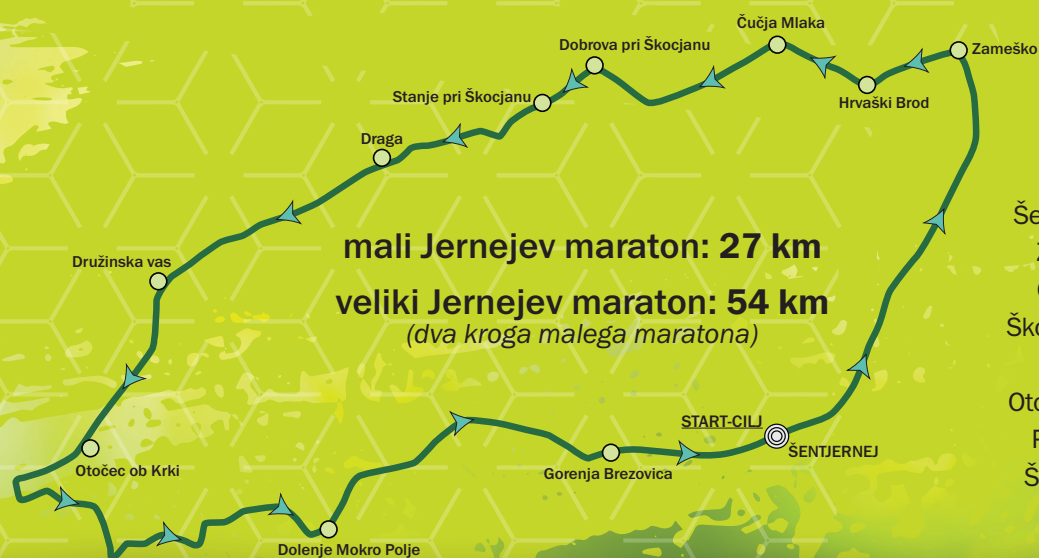 Čučja Mlaka
Dobrova pri Škocjanu
Zameško
Stanje pri Škocjanu
Hrvaški Brod
Draga
mali Jernejev maraton: 27 km
Družinska vas
veliki Jernejev maraton: 54 km
(dva kroga malega maratona)
START-CILJ
ŠENTJERNEJ
Otočec ob Krki
Gorenja Brezovica
Dolenje Mokro Polje